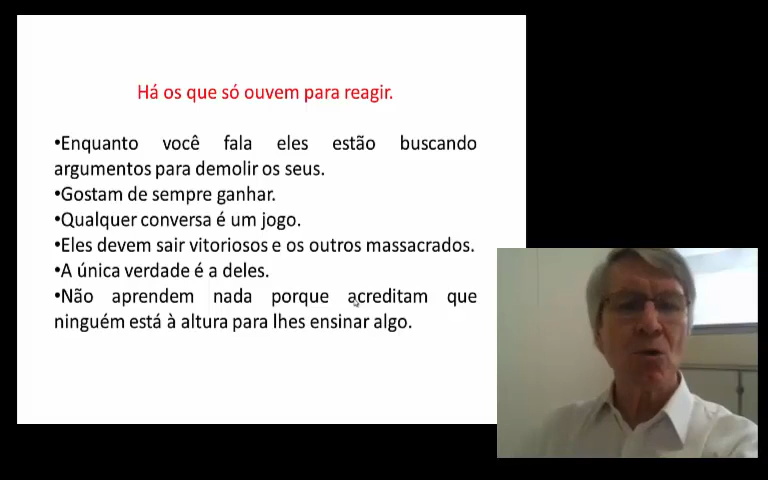 Há os que só ouvem para reagir.
•Enquanto você fala eles estão buscando
argumentos para demolir os seus.
•Gostam de sempre ganhar.
•Qualquer conversa é um jogo.
•Eles devem sair vitoriosos e os outros massacrados.
•A única verdade é a deles.
•Não aprendem nada porque acreditam que
ninguém está à altura para lhes ensinar algo.